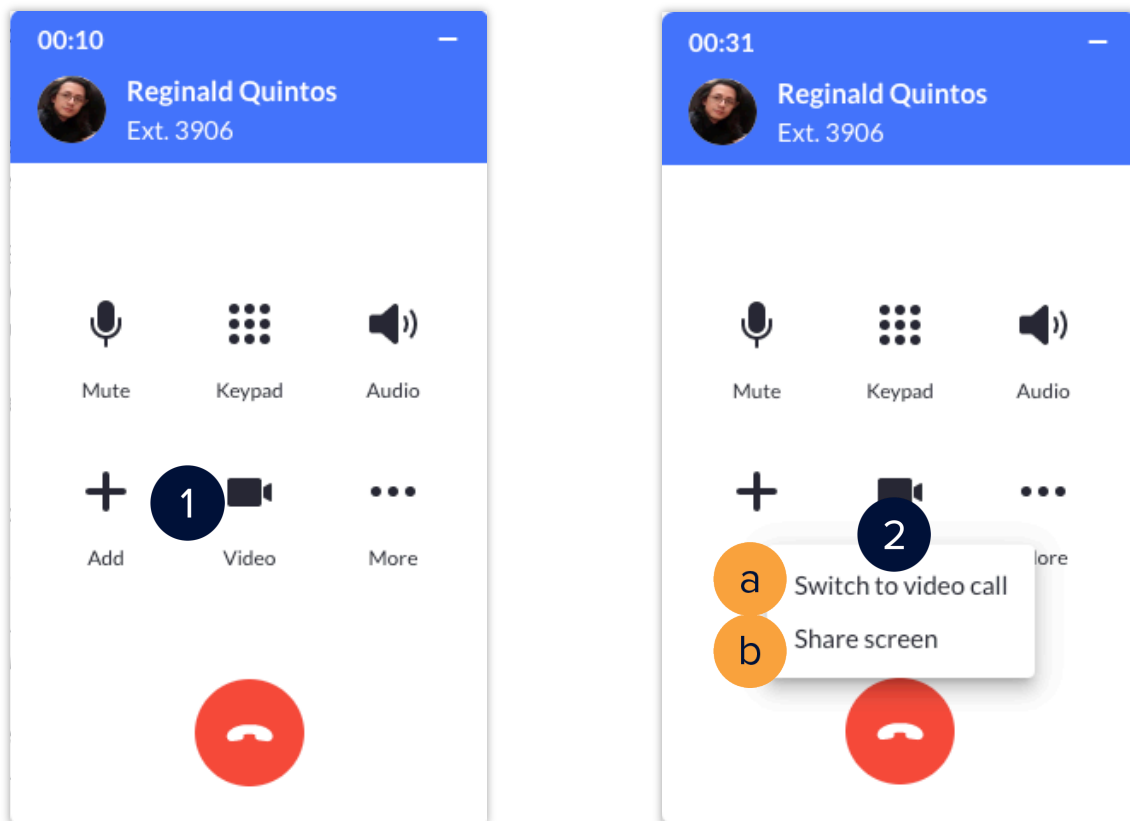 00:10
Reginald Quintos
Ext. 3906
Mute Keypad Audio
1
Add Video More
00:31
Reginald Quintos
Ext. 3906
Mute Keypad Audio
2
ore
a Switch to video call
b Share screen